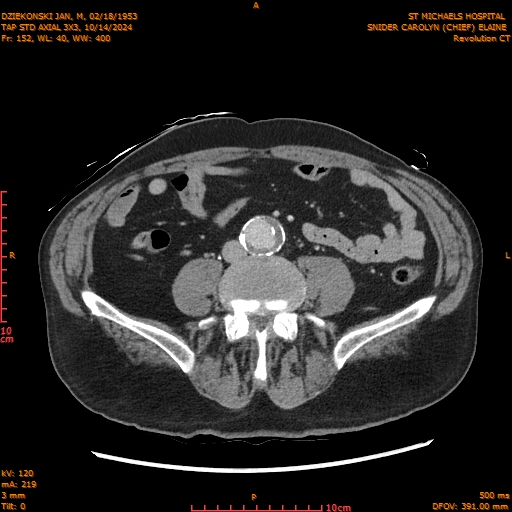 A
DZIEKONSKI JAN, M, 02/18/1953
TAP STD AXIAL 3X3, 10/14/2024
Fr: 152, WL: 40, WW: 400
ST MICHAELS HOSPITAL
SNIDER CAROLYN (CHIEF) ELAINE
Revolution CT
R
L
10
cm
kV: 120
mA: 219
3 mm
Tilt: 0
P
10cm
500 ms
DFOV: 391.00 mm